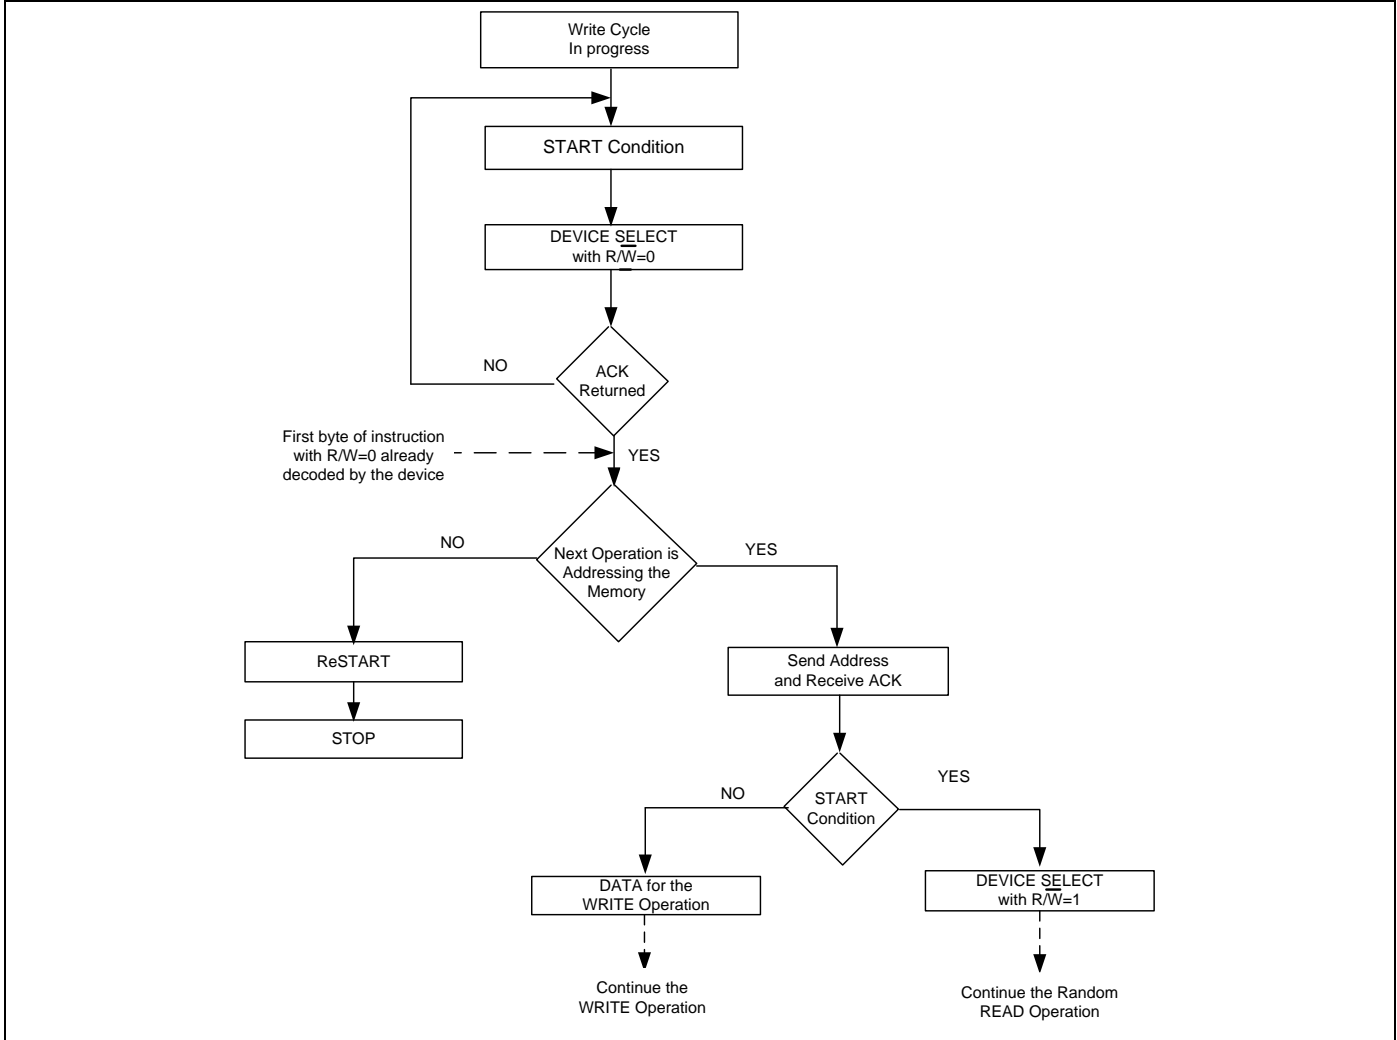 Write Cycle
In progress
START Condition
DEVICE SELECT
with R/W̅=0
NO
ACK
Returned
First byte of instruction
with R/W=0 already
decoded by the device
YES
NO
YES
Next Operation is
Addressing the
Memory
ReSTART
STOP
Send Address
and Receive ACK
NO
YES
START
Condition
DATA for the
WRITE Operation
DEVICE SELECT
with R/W̅=1
Continue the
WRITE Operation
Continue the Random
READ Operation